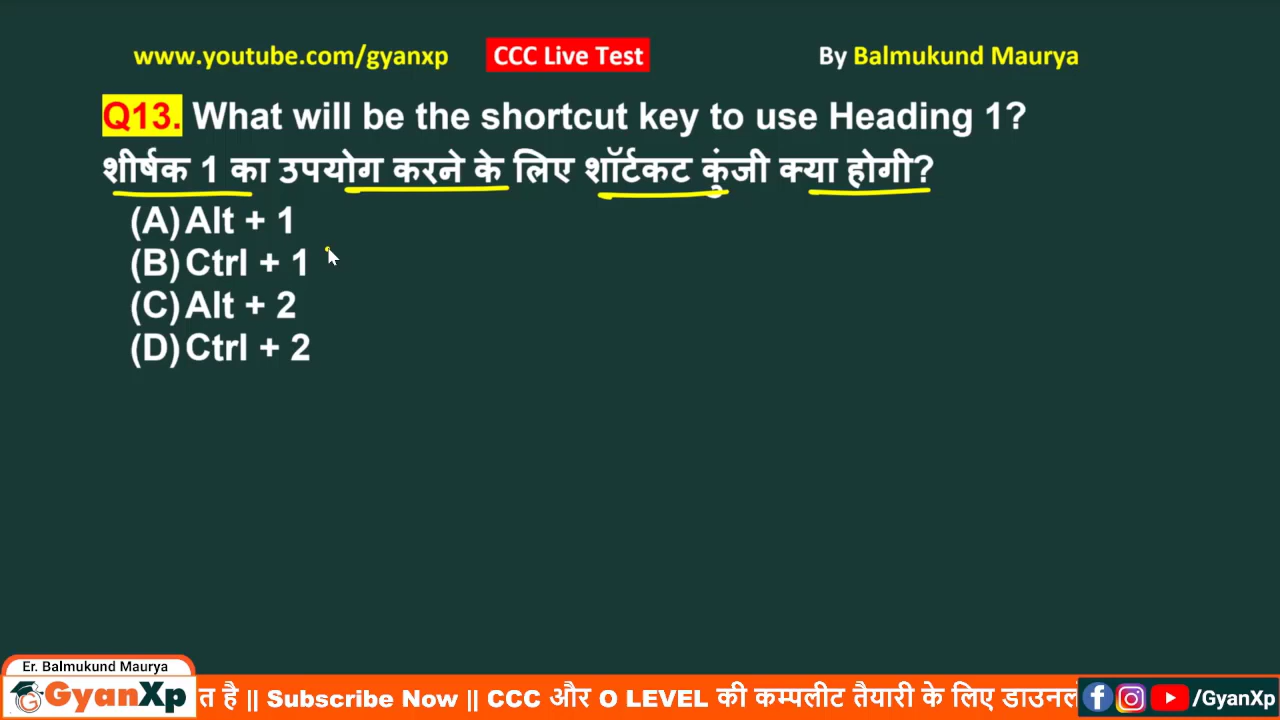 www.youtube.com/gyanxp CCC Live Test By Balmukund Maurya
Q13. What will be the shortcut key to use Heading 1?
शीर्षक 1 का उपयोग करने के लिए शॉर्टकट कुंजी क्या होगी?
(A) Alt + 1
(B) Ctrl + 1
(C) Alt + 2
(D) Ctrl + 2
Er. Balmukund Maurya
GyanXp त है || Subscribe Now || CCC और O LEVEL की कम्पलीट तैयारी के लिए डाउनलो /GyanXp